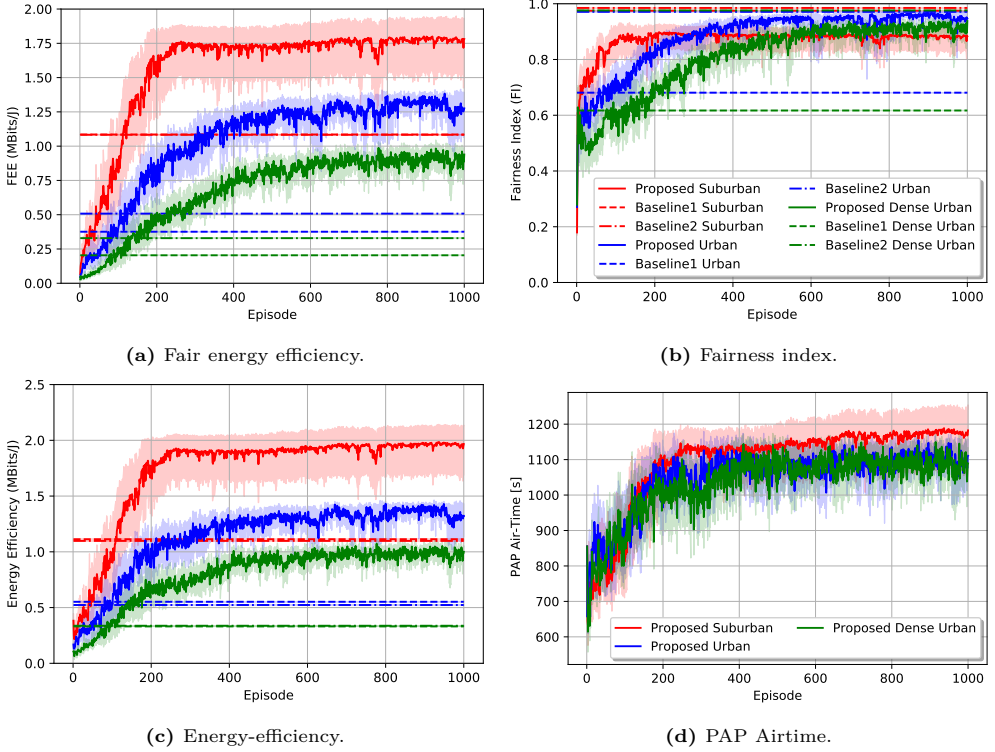 2.00
1.75
1.50
1.25
1.00
0.75
0.50
0.25
0.00
FEE (MBits/J)
0 200 400 600 800 1000
Episode
(a) Fair energy efficiency.
1.0
0.8
0.6
0.4
0.2
0.0
Fairness Index (FI)
Proposed Suburban
Baseline1 Suburban
Baseline2 Suburban
Proposed Urban
Baseline1 Urban
Baseline2 Urban
Proposed Dense Urban
Baseline1 Dense Urban
Baseline2 Dense Urban
0 200 400 600 800 1000
Episode
(b) Fairness index.
2.5
2.0
1.5
1.0
0.5
0.0
Energy Efficiency (MBits/J)
0 200 400 600 800 1000
Episode
(c) Energy-efficiency.
1200
1100
1000
900
800
700
600
PAP Air-Time [s]
Proposed Suburban
Proposed Urban
Proposed Dense Urban
0 200 400 600 800 1000
Episode
(d) PAP Airtime.